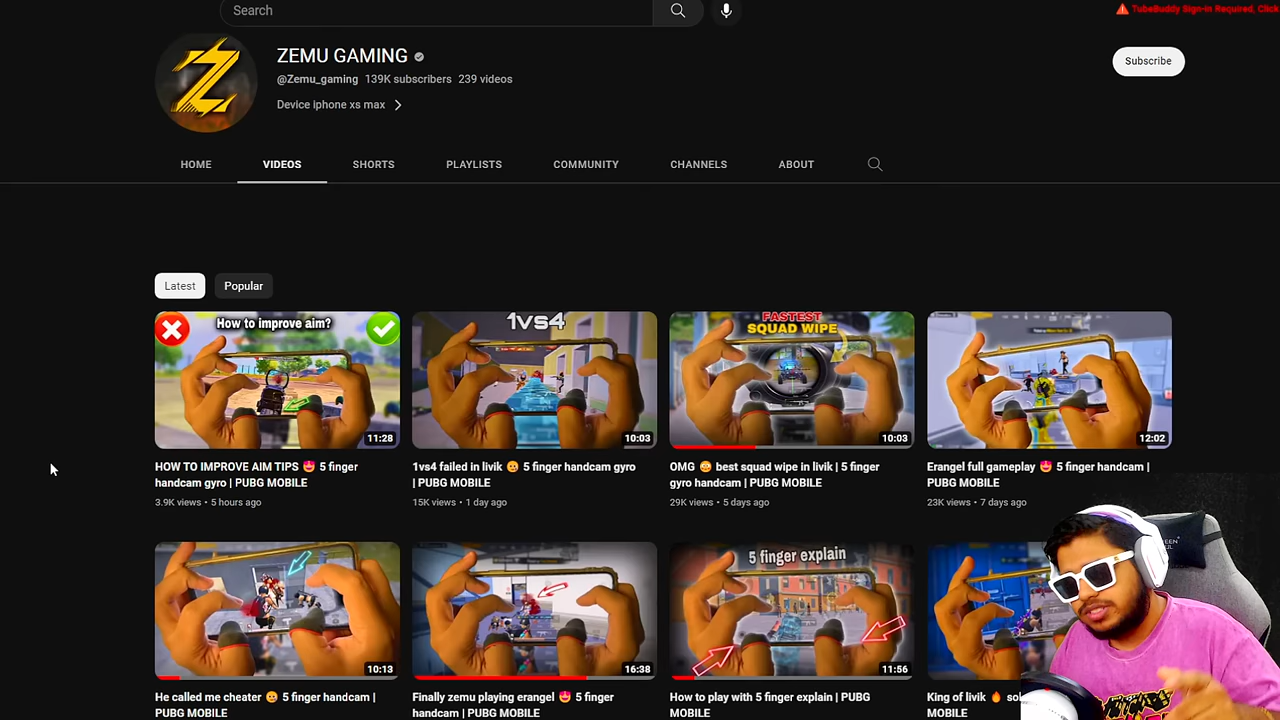 Search
TubeBuddy Sign-in Required, Click
ZEMU GAMING
@Zemu_gaming 139K subscribers 239 videos
Subscribe
Device iphone xs max
HOME VIDEOS SHORTS PLAYLISTS COMMUNITY CHANNELS ABOUT
Latest Popular
How to improve aim?
11:28
1vs4
10:03
FASTEST
SQUAD WIPE
10:03
12:02
HOW TO IMPROVE AIM TIPS 😍 5 finger
handcam gyro | PUBG MOBILE
3.9K views • 5 hours ago
1vs4 failed in livik 😐 5 finger handcam gyro
| PUBG MOBILE
15K views • 1 day ago
OMG 😳 best squad wipe in livik | 5 finger
gyro handcam | PUBG MOBILE
29K views • 5 days ago
Erangel full gameplay 😍 5 finger handcam |
PUBG MOBILE
23K views • 7 days ago
10:13
16:38
5 finger explain
11:56
He called me cheater 😐 5 finger handcam |
PUBG MOBILE
Finally zemu playing erangel 😍 5 finger
handcam | PUBG MOBILE
How to play with 5 finger explain | PUBG
MOBILE
King of livik 🔥
MOBILE